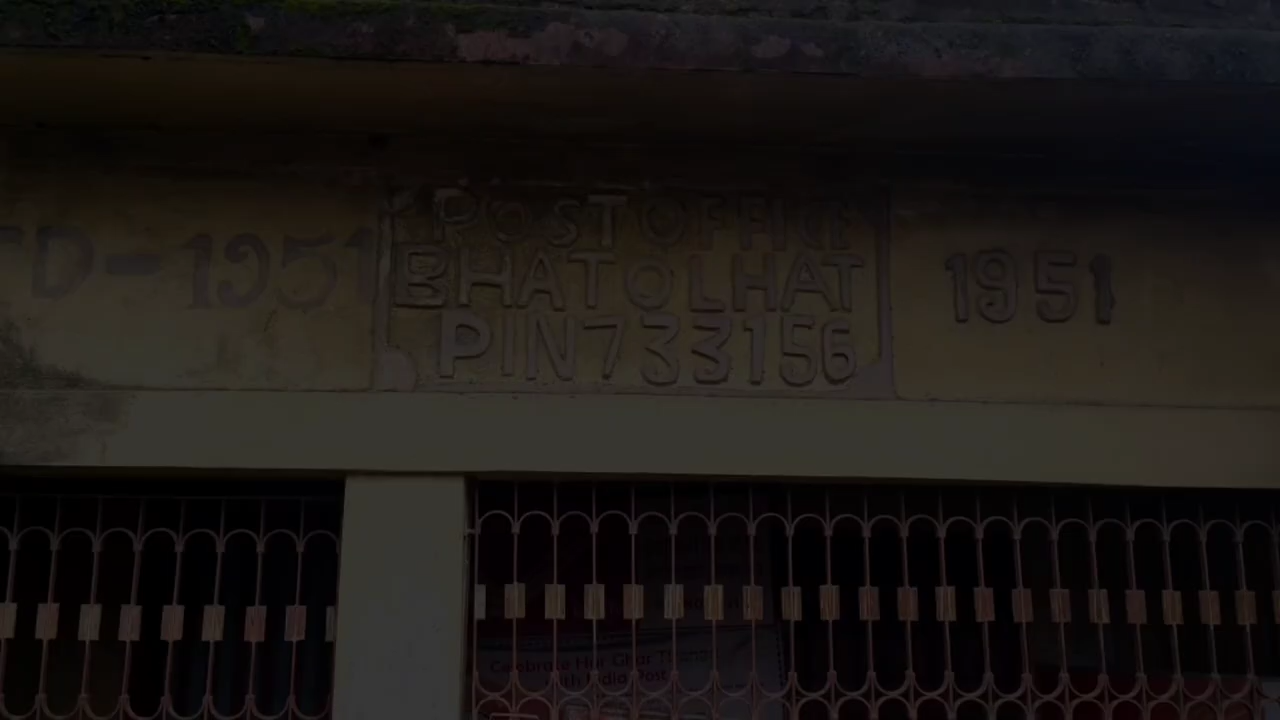 D-1951
POST OFFICE
BHATOLHAT
PIN 733156
1951
Celebrate Har Ghar Tiranga
with India Post